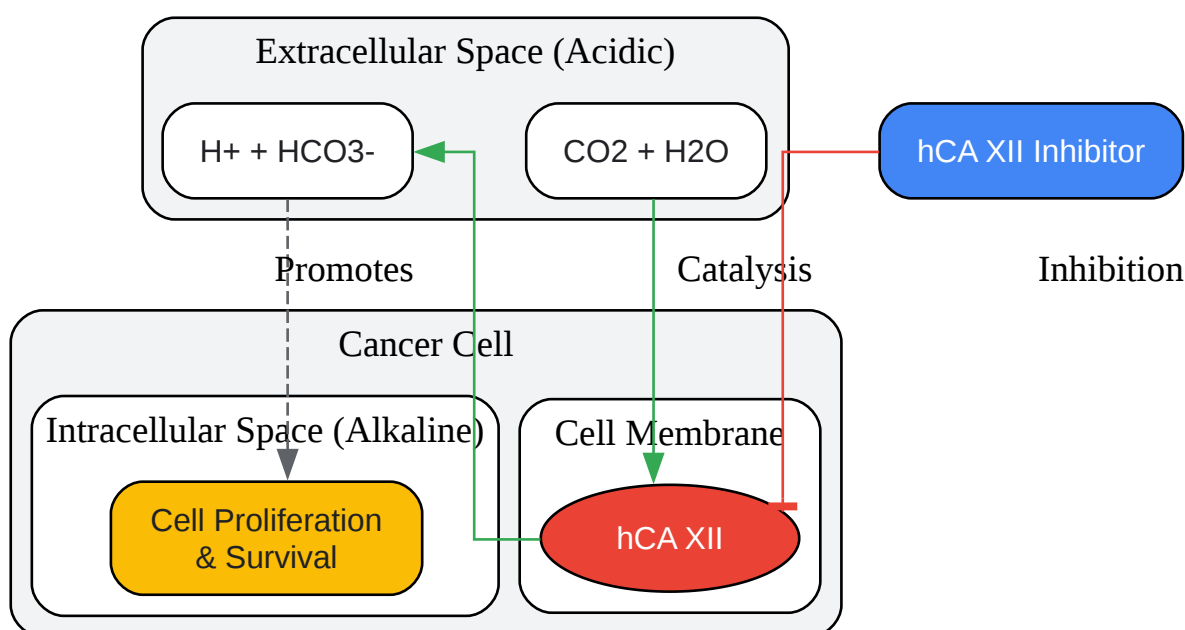 Extracellular Space (Acidic)
H+ + HCO3-
CO2 + H2O
hCA XII Inhibitor
Promotes
Catalysis
Inhibition
Cancer Cell
Intracellular Space (Alkaline)
Cell Membrane
Cell Proliferation
& Survival
hCA XII